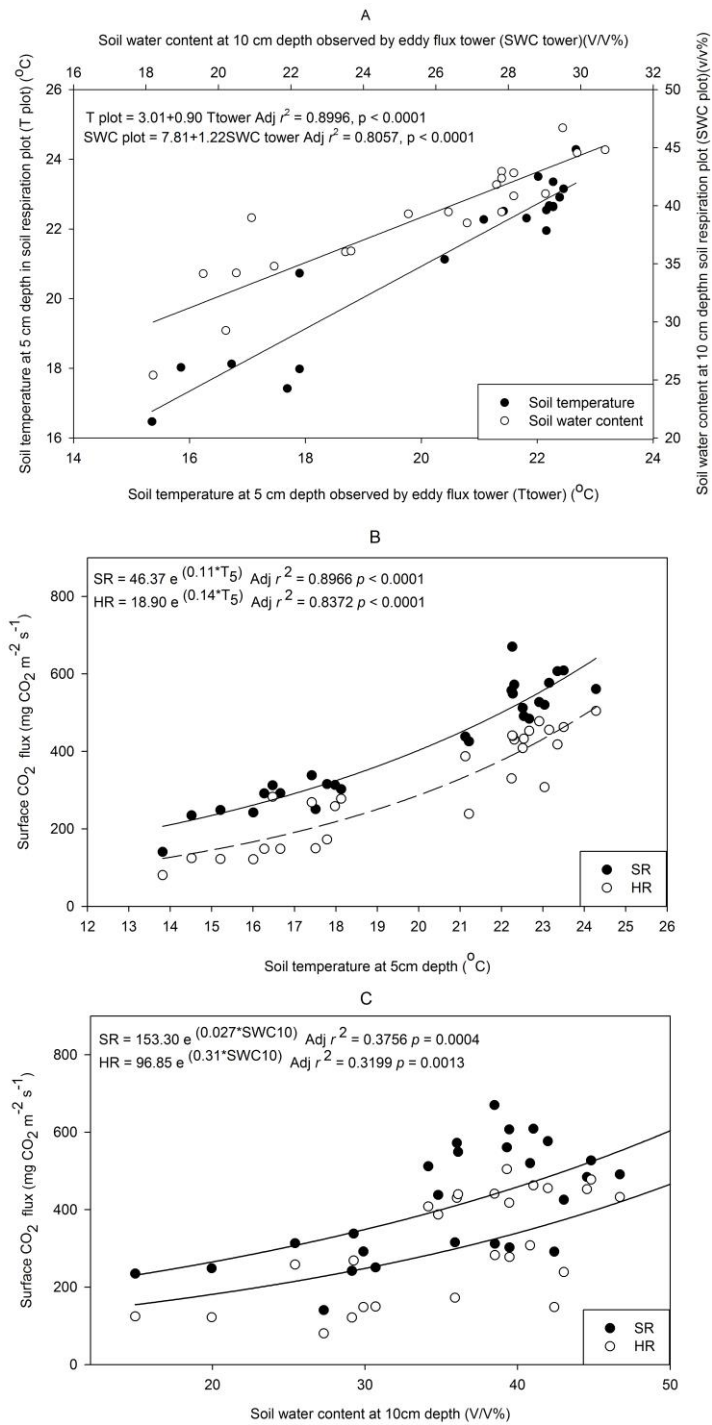 A
Soil water content at 10 cm depth observed by eddy flux tower (SWC tower)(V/V%)
16 18 20 22 24 26 28 30 32
T plot = 3.01+0.90 Ttower Adj r² = 0.8996, p < 0.0001
SWC plot = 7.81+1.22SWC tower Adj r² = 0.8057, p < 0.0001
Soil temperature at 5 cm depth in soil respiration plot (T plot) (°C)
26
24
22
20
18
16
Soil water content at 10 cm depthn soil respiration plot (SWC plot)(v/v%)
50
45
40
35
30
25
20
Soil temperature
Soil water content
14 16 18 20 22 24
Soil temperature at 5 cm depth observed by eddy flux tower (Ttower) (°C)
B
SR = 46.37 e (0.11*T5) Adj r² = 0.8966 p < 0.0001
HR = 18.90 e (0.14*T5) Adj r² = 0.8372 p < 0.0001
Surface CO₂ flux (mg CO₂ m⁻² s⁻¹)
800
600
400
200
0
SR
HR
12 13 14 15 16 17 18 19 20 21 22 23 24 25 26
Soil temperature at 5cm depth (°C)
C
SR = 153.30 e (0.027*SWC10) Adj r² = 0.3756 p = 0.0004
HR = 96.85 e (0.31*SWC10) Adj r² = 0.3199 p = 0.0013
Surface CO₂ flux (mg CO₂ m⁻² s⁻¹)
800
600
400
200
0
SR
HR
20 30 40 50
Soil water content at 10cm depth (V/V%)